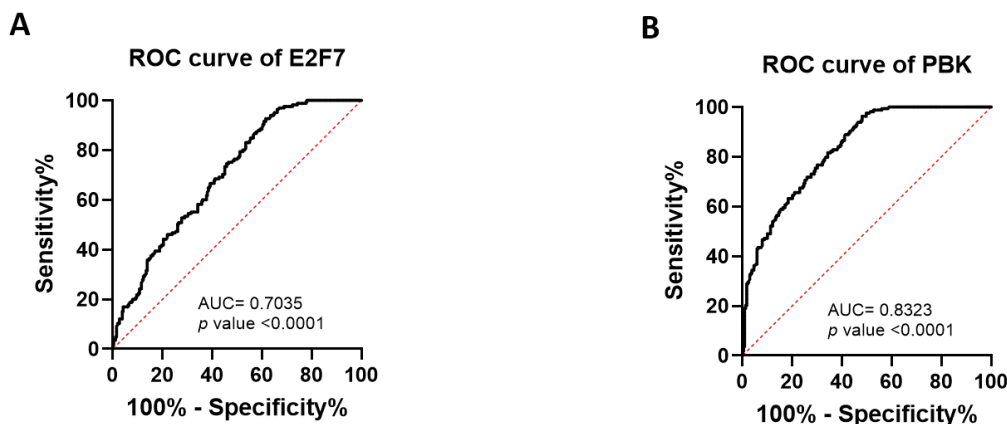 A
ROC curve of E2F7
100
80
60
40
20
0
Sensitivity%
AUC= 0.7035
p value <0.0001
0 20 40 60 80 100
100% - Specificity%
B
ROC curve of PBK
100
80
60
40
20
0
Sensitivity%
AUC= 0.8323
p value <0.0001
0 20 40 60 80 100
100% - Specificity%